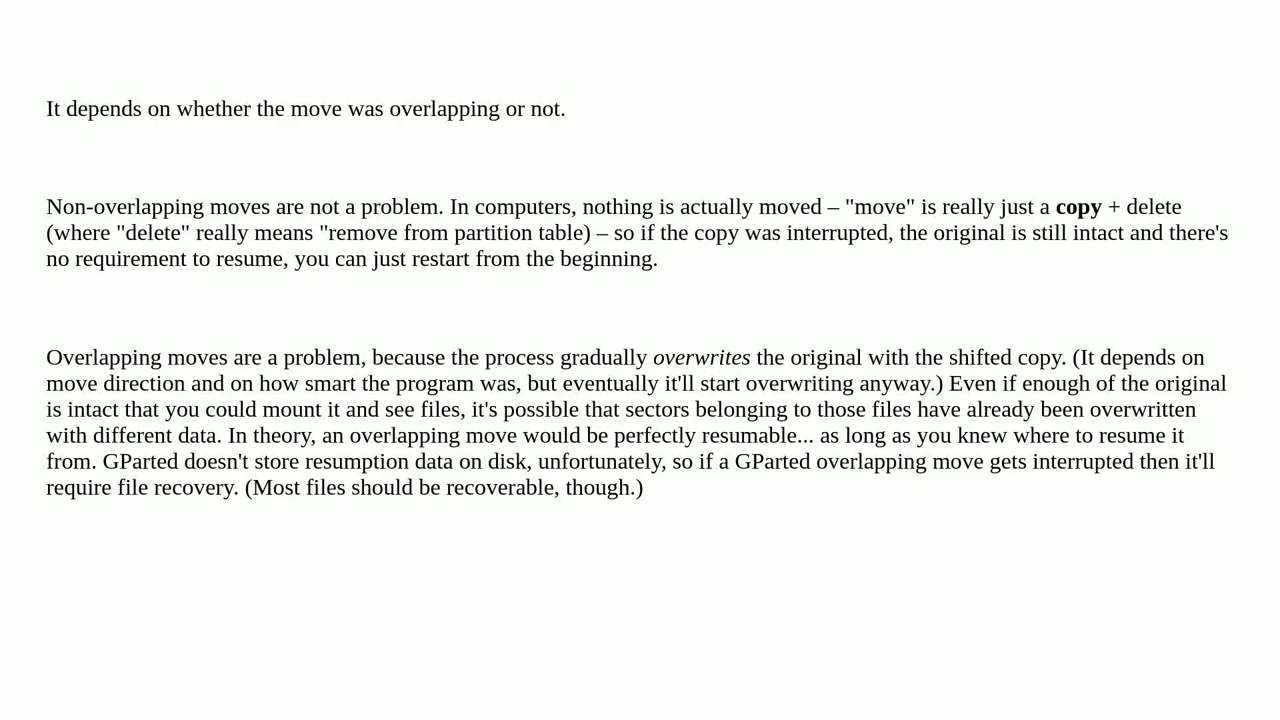 It depends on whether the move was overlapping or not.
Non-overlapping moves are not a problem. In computers, nothing is actually moved – "move" is really just a copy + delete
(where "delete" really means "remove from partition table) – so if the copy was interrupted, the original is still intact and there's
no requirement to resume, you can just restart from the beginning.
Overlapping moves are a problem, because the process gradually overwrites the original with the shifted copy. (It depends on
move direction and on how smart the program was, but eventually it'll start overwriting anyway.) Even if enough of the original
is intact that you could mount it and see files, it's possible that sectors belonging to those files have already been overwritten
with different data. In theory, an overlapping move would be perfectly resumable... as long as you knew where to resume it
from. GParted doesn't store resumption data on disk, unfortunately, so if a GParted overlapping move gets interrupted then it'll
require file recovery. (Most files should be recoverable, though.)